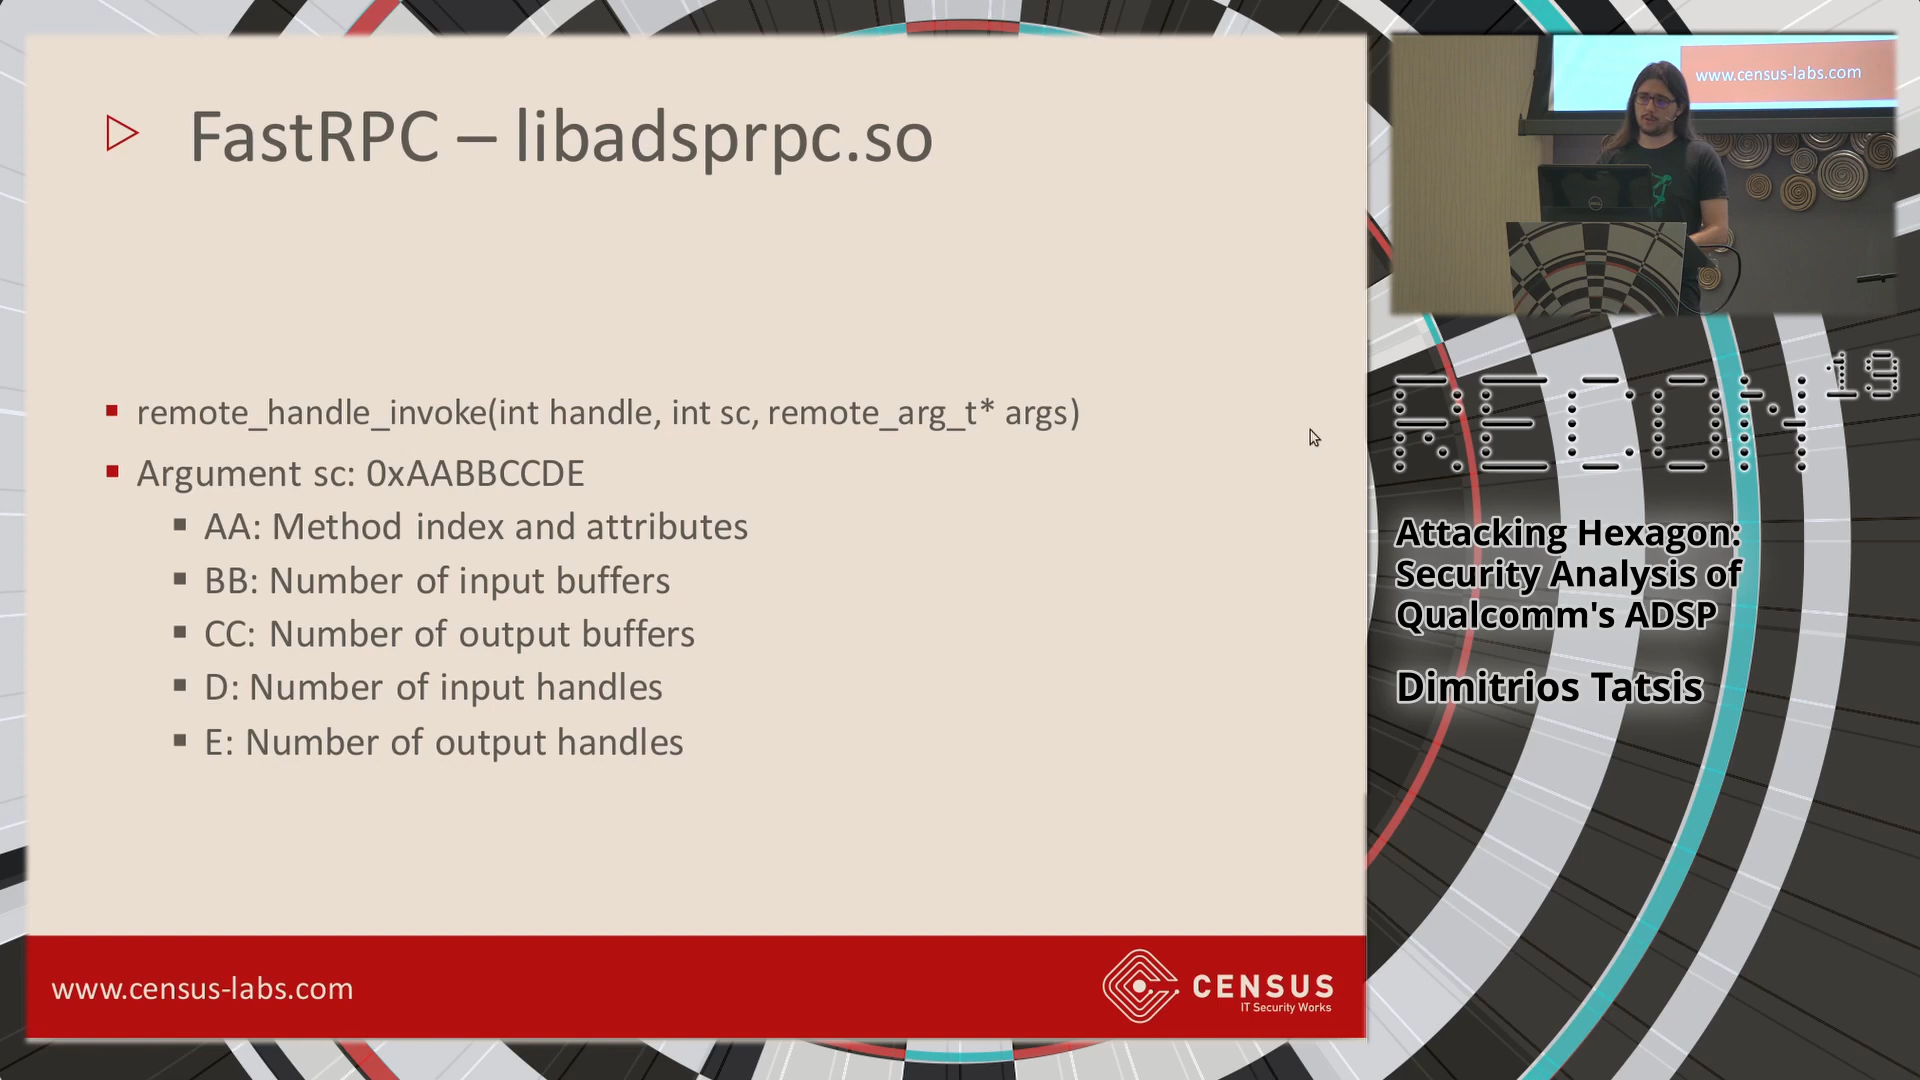 FastRPC – libadsprpc.so
remote_handle_invoke(int handle, int sc, remote_arg_t* args)
Argument sc: 0xAABBCCDE
AA: Method index and attributes
BB: Number of input buffers
CC: Number of output buffers
D: Number of input handles
E: Number of output handles
www.census-labs.com
CENSUS
IT Security Works
www.census-labs.com
RECON 19
Attacking Hexagon:
Security Analysis of
Qualcomm's ADSP
Dimitrios Tatsis